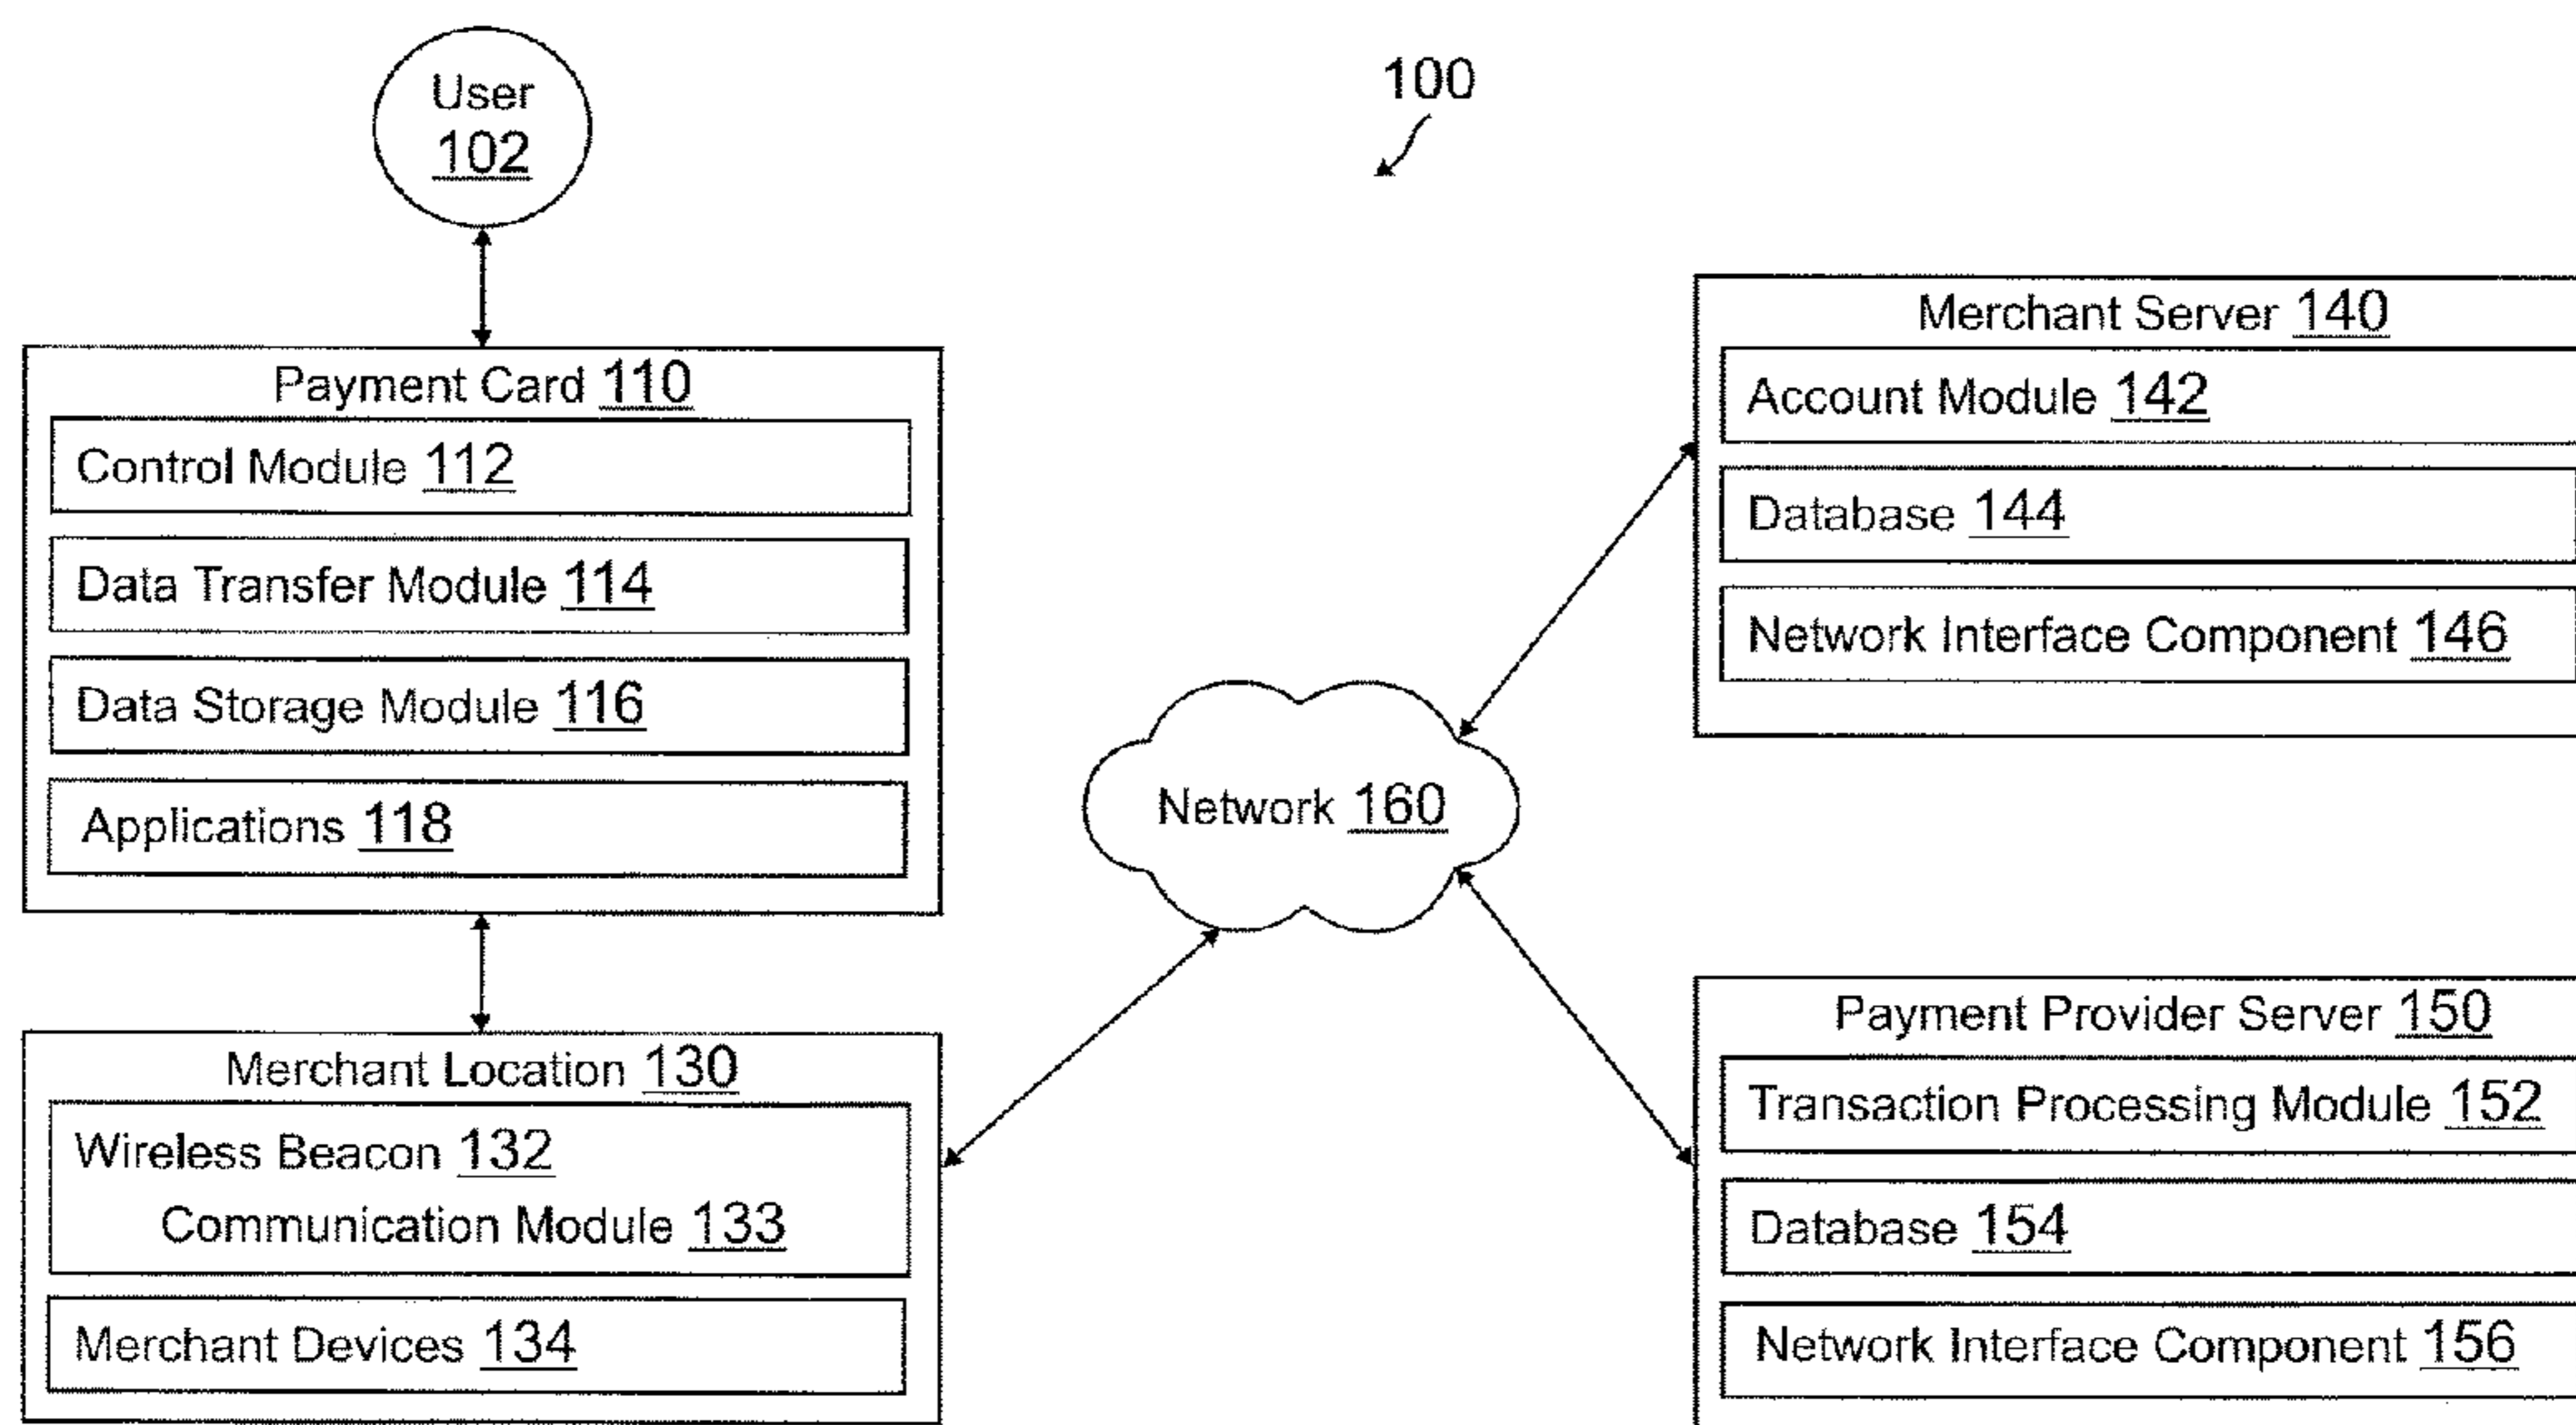 User
102
100
Payment Card 110
Control Module 112
Data Transfer Module 114
Data Storage Module 116
Applications 118
Merchant Location 130
Wireless Beacon 132
Communication Module 133
Merchant Devices 134
Network 160
Merchant Server 140
Account Module 142
Database 144
Network Interface Component 146
Payment Provider Server 150
Transaction Processing Module 152
Database 154
Network Interface Component 156